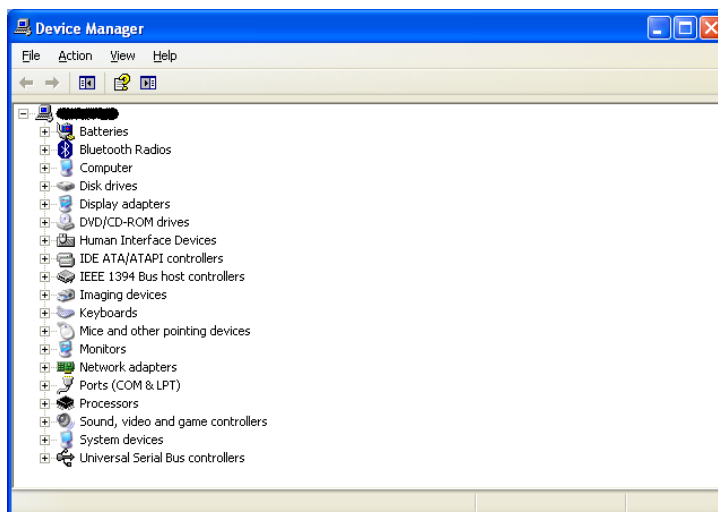 Device Manager
File Action View Help
Batteries
Bluetooth Radios
Computer
Disk drives
Display adapters
DVD/CD-ROM drives
Human Interface Devices
IDE ATA/ATAPI controllers
IEEE 1394 Bus host controllers
Imaging devices
Keyboards
Mice and other pointing devices
Monitors
Network adapters
Ports (COM & LPT)
Processors
Sound, video and game controllers
System devices
Universal Serial Bus controllers